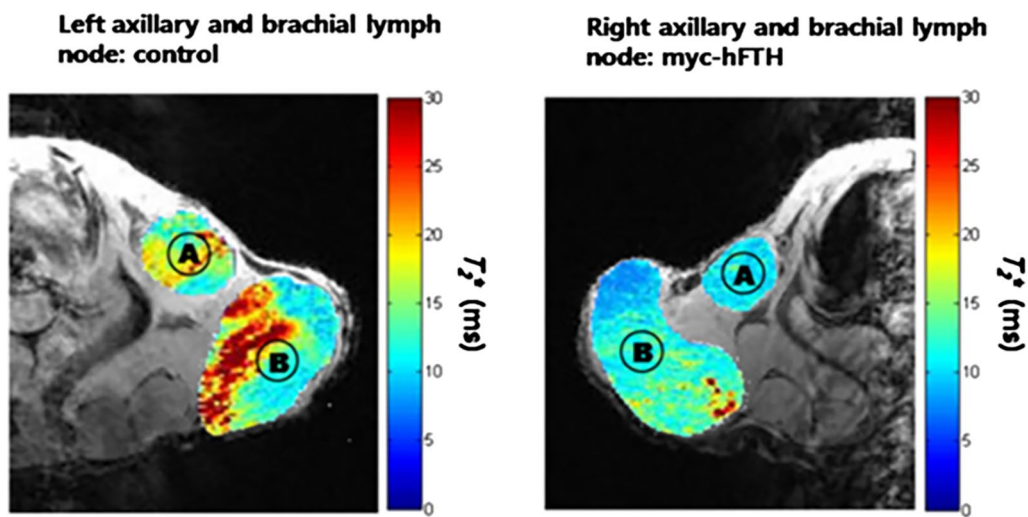 Left axillary and brachial lymph
node: control
Right axillary and brachial lymph
node: myc-hFTH
30
25
20
15
10
5
0
T₂* (ms)
A
B
30
25
20
15
10
5
0
T₂* (ms)
A
B